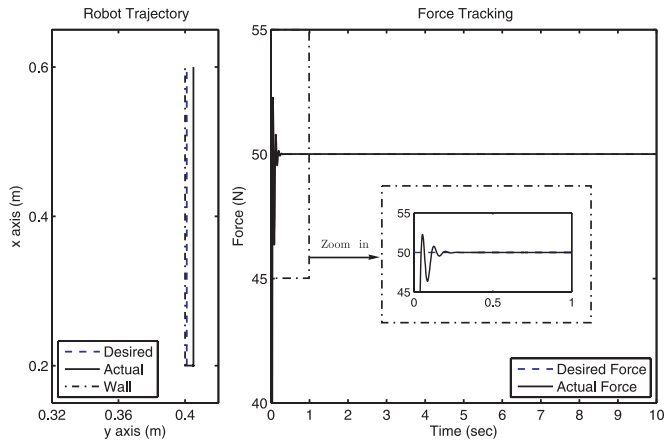 Robot Trajectory
x axis (m)
0.6
0.4
0.2
Desired
Actual
Wall
0.32
0.36
0.4
y axis (m)
Force Tracking
Force (N)
55
50
45
40
Zoom in
55
50
45
0
0.5
1
Desired Force
Actual Force
0 1 2 3 4 5 6 7 8 9 10
Time (sec)